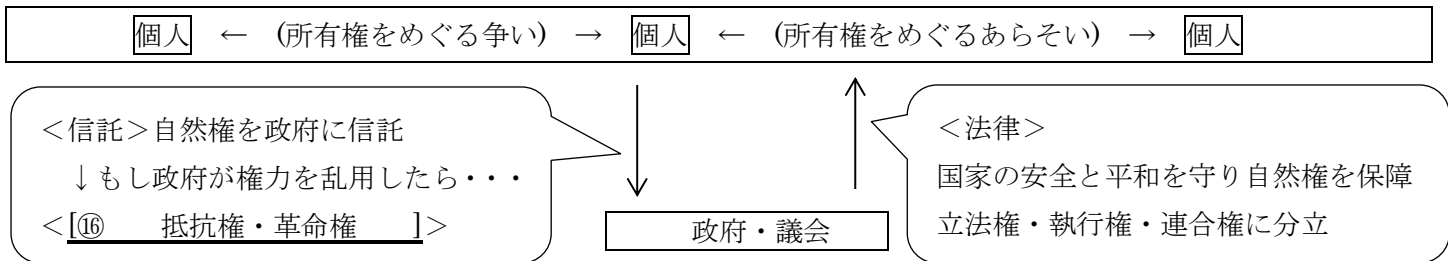 個人 ← (所有権をめぐる争い) → 個人 ← (所有権をめぐるあらそい) → 個人
＜信託＞自然権を政府に信託
↓もし政府が権力を乱用したら・・・
＜[⑯ 抵抗権・革命権 ]＞
政府・議会
＜法律＞
国家の安全と平和を守り自然権を保障
立法権・執行権・連合権に分立